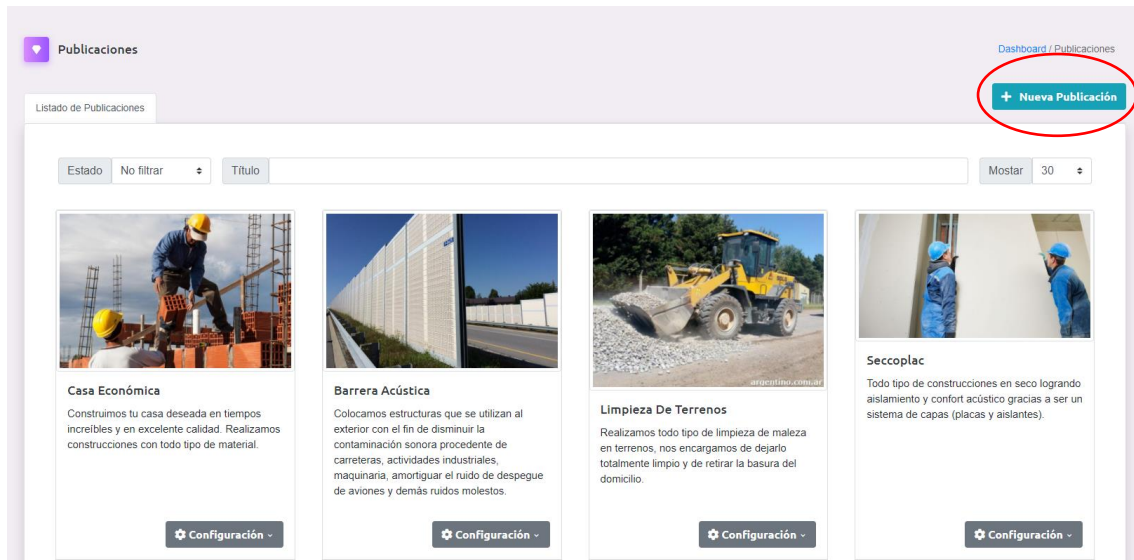 Publicaciones
Dashboard / Publicaciones
+ Nueva Publicación
Listado de Publicaciones
Estado No filtrar Título Mostar 30
argentino.com.ar
Casa Económica
Construimos tu casa deseada en tiempos
increíbles y en excelente calidad. Realizamos
construcciones con todo tipo de material.
Configuración
Barrera Acústica
Colocamos estructuras que se utilizan al
exterior con el fin de disminuir la
contaminación sonora procedente de
carreteras, actividades industriales,
maquinaria, amortiguar el ruido de despegue
de aviones y demás ruidos molestos.
Configuración
Limpieza De Terrenos
Realizamos todo tipo de limpieza de maleza
en terrenos, nos encargamos de dejarlo
totalmente limpio y de retirar la basura del
domicilio.
Configuración
Seccoplac
Todo tipo de construcciones en seco logrando
aislamiento y confort acústico gracias a ser un
sistema de capas (placas y aislantes).
Configuración